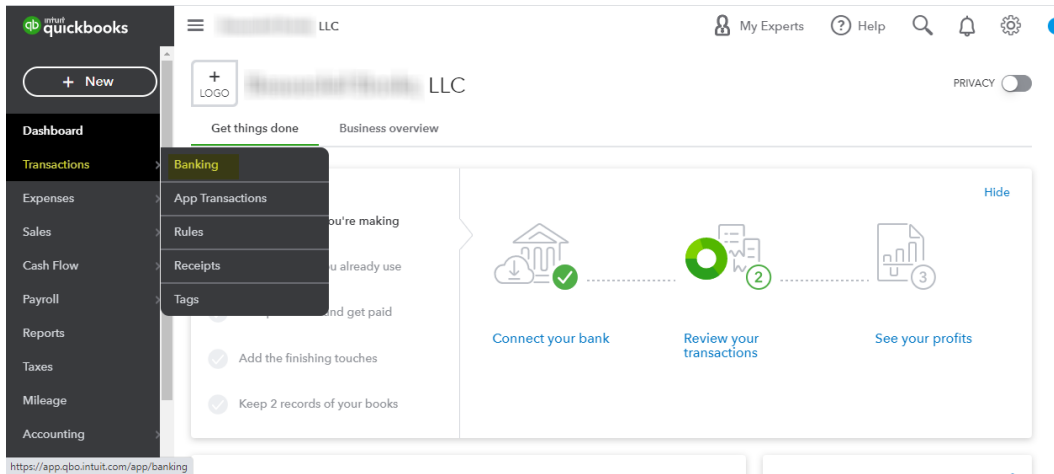 qb intuit quickbooks
LLC
My Experts
Help
+ New
+ LOGO
LLC
PRIVACY
Get things done
Business overview
Dashboard
Transactions
Expenses
Sales
Cash Flow
Payroll
Reports
Taxes
Mileage
Accounting
Banking
App Transactions
Rules
Receipts
Tags
ou're making
u already use
nd get paid
Add the finishing touches
Keep 2 records of your books
Hide
2
3
Connect your bank
Review your
transactions
See your profits
https://app.qbo.intuit.com/app/banking